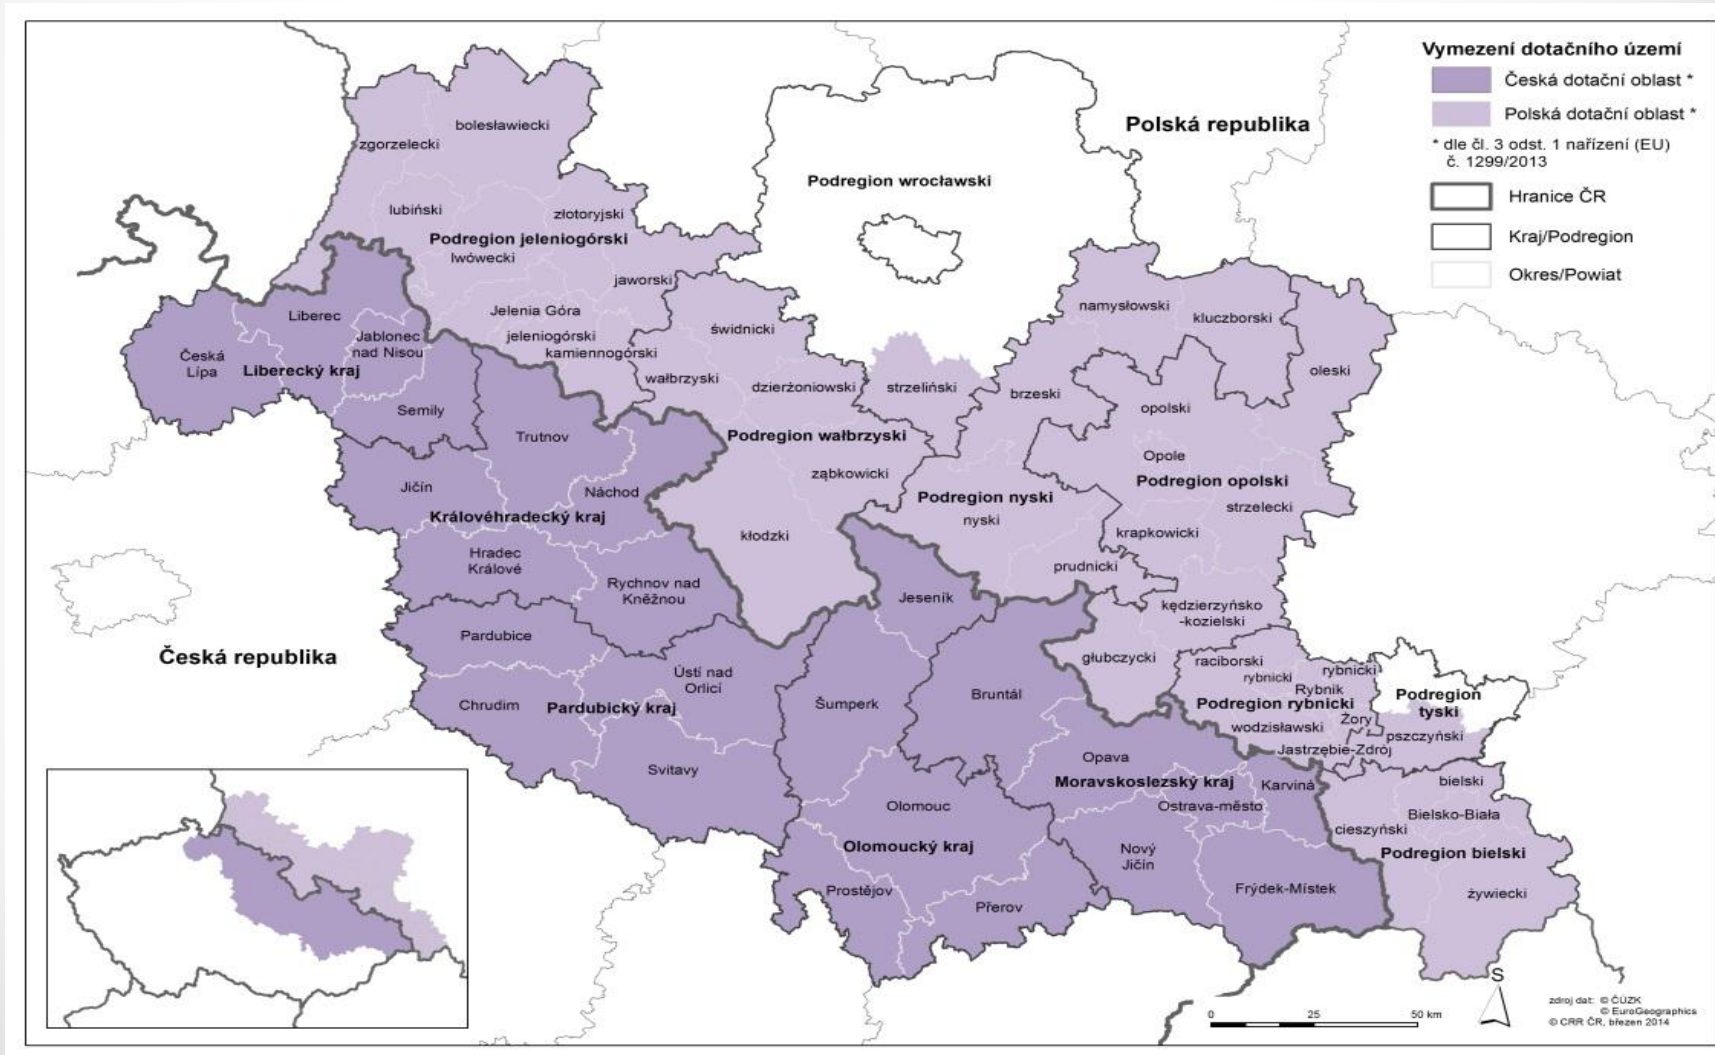 Vymezení dotačního území
Česká dotační oblast *
Polská dotační oblast *
* dle čl. 3 odst. 1 nařízení (EU)
č. 1299/2013
Hranice ČR
Kraj/Podregion
Okres/Powiat
Polská republika
Podregion wrocławski
bolesławiecki
zgorzelecki
lubiński
złotoryjski
Podregion jeleniogórski
lwówecki
jaworski
Jelenia Góra
jeleniogórski
kamiennogórski
świdnicki
wałbrzyski
dzierżoniowski
strzeliński
Podregion wałbrzyski
ząbkowicki
kłodzki
namysłowski
kluczborski
oleski
brzeski
opolski
Opole
Podregion opolski
strzelecki
krapkowicki
Podregion nyski
nyski
prudnicki
kędzierzyńsko
-kozielski
głubczycki
raciborski
rybnicki
rybnicki
Rybnik
Podregion rybnicki
Żory
wodzisławski
Jastrzębie-Zdrój
Podregion
tyski
pszczyński
bielski
Bielsko-Biała
cieszyński
Podregion bielski
żywiecki
Liberec
Jablonec
nad Nisou
Česká
Lípa
Liberecký kraj
Semily
Trutnov
Jičín
Náchod
Královéhradecký kraj
Hradec
Králové
Rychnov nad
Kněžnou
Česká republika
Pardubice
Ústí nad
Orlicí
Chrudim
Pardubický kraj
Svitavy
Jeseník
Šumperk
Bruntál
Olomouc
Olomoucký kraj
Prostějov
Přerov
Opava
Moravskoslezský kraj
Karviná
Ostrava-město
Nový
Jičín
Frýdek-Místek
S
0 25 50 km
zdroj dat: © ČÚZK
© EuroGeographics
© CRR ČR, březen 2014